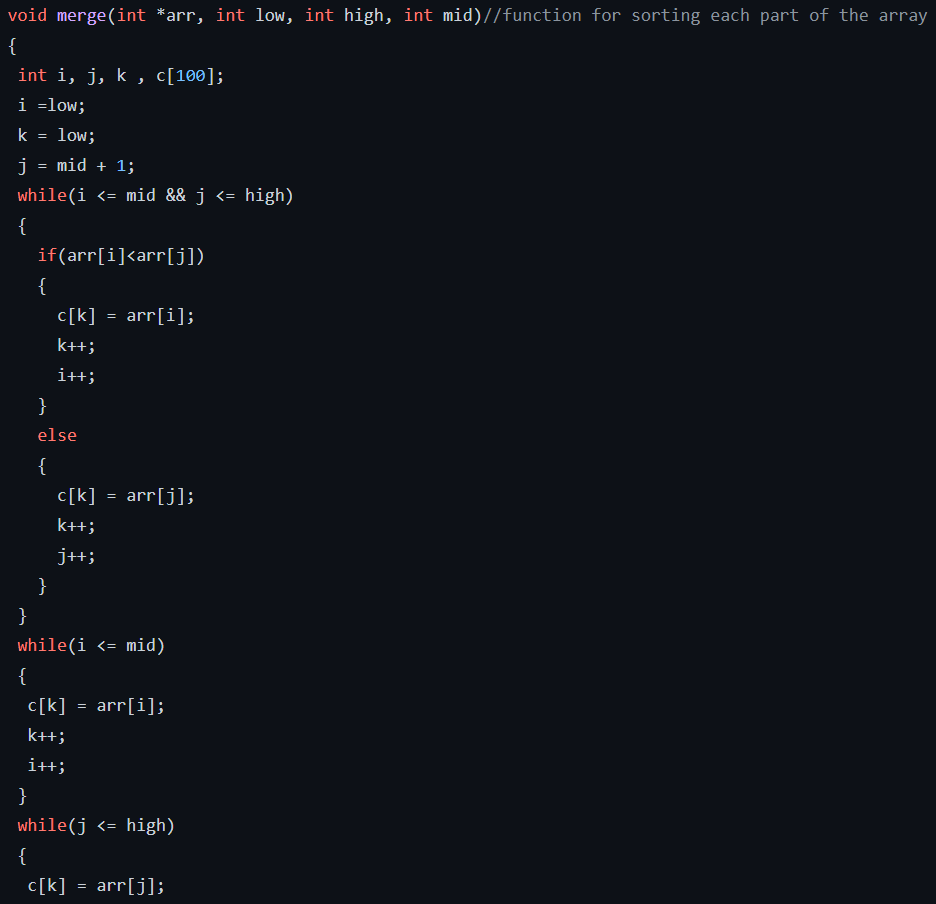 void merge(int *arr, int low, int high, int mid)//function for sorting each part of the array
{
 int i, j, k , c[100];
 i =low;
 k = low;
 j = mid + 1;
 while(i <= mid && j <= high)
 {
   if(arr[i]<arr[j])
   {
     c[k] = arr[i];
     k++;
     i++;
   }
   else
   {
     c[k] = arr[j];
     k++;
     j++;
   }
 }
 while(i <= mid)
 {
  c[k] = arr[i];
  k++;
  i++;
 }
 while(j <= high)
 {
  c[k] = arr[j];